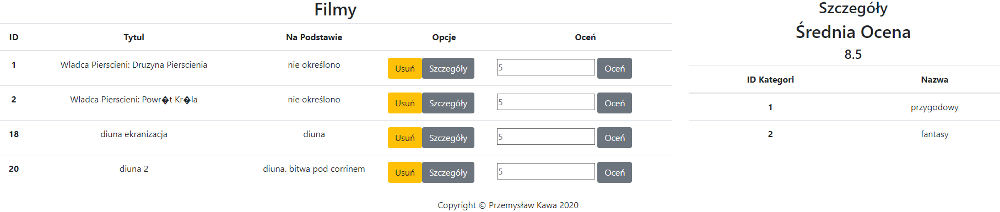 Filmy
ID Tytul Na Podstawie Opcje Oceń
1 Wladca Pierscieni: Druzyna Pierscienia nie określono Usuń Szczegóły 5 Oceń
2 Wladca Pierscieni: Powr�t Kr�la nie określono Usuń Szczegóły 5 Oceń
18 diuna ekranizacja diuna Usuń Szczegóły 5 Oceń
20 diuna 2 diuna. bitwa pod corrinem Usuń Szczegóły 5 Oceń
Szczegóły
Średnia Ocena
8.5
ID Kategori Nazwa
1 przygodowy
2 fantasy
Copyright © Przemysław Kawa 2020